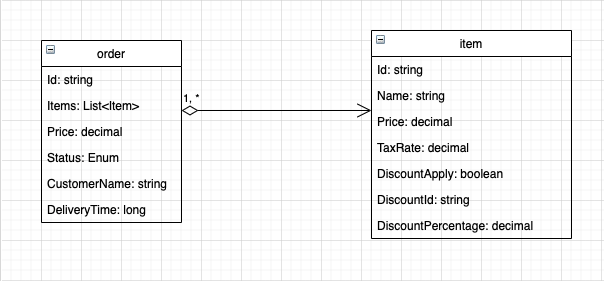 order
Id: string
Items: List<Item>
Price: decimal
Status: Enum
CustomerName: string
DeliveryTime: long
1, *
item
Id: string
Name: string
Price: decimal
TaxRate: decimal
DiscountApply: boolean
DiscountId: string
DiscountPercentage: decimal